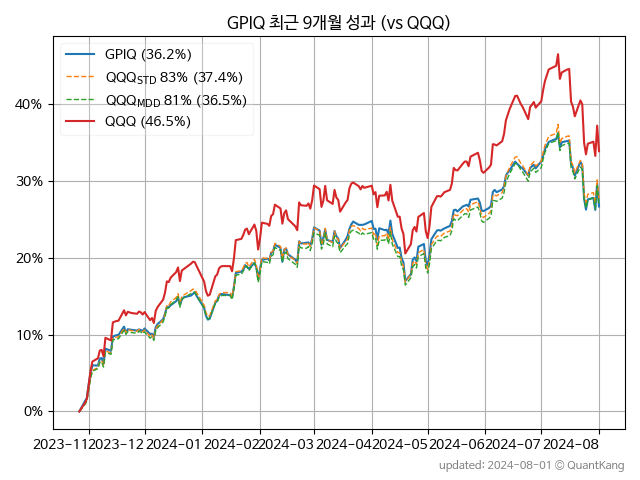 GPIQ 최근 9개월 성과 (vs QQQ)
GPIQ (36.2%)
QQQSTD 83% (37.4%)
QQQMDD 81% (36.5%)
QQQ (46.5%)
40%
30%
20%
10%
0%
2023-11 2023-12 2024-01 2024-02 2024-03 2024-04 2024-05 2024-06 2024-07 2024-08
updated: 2024-08-01 © QuantKang